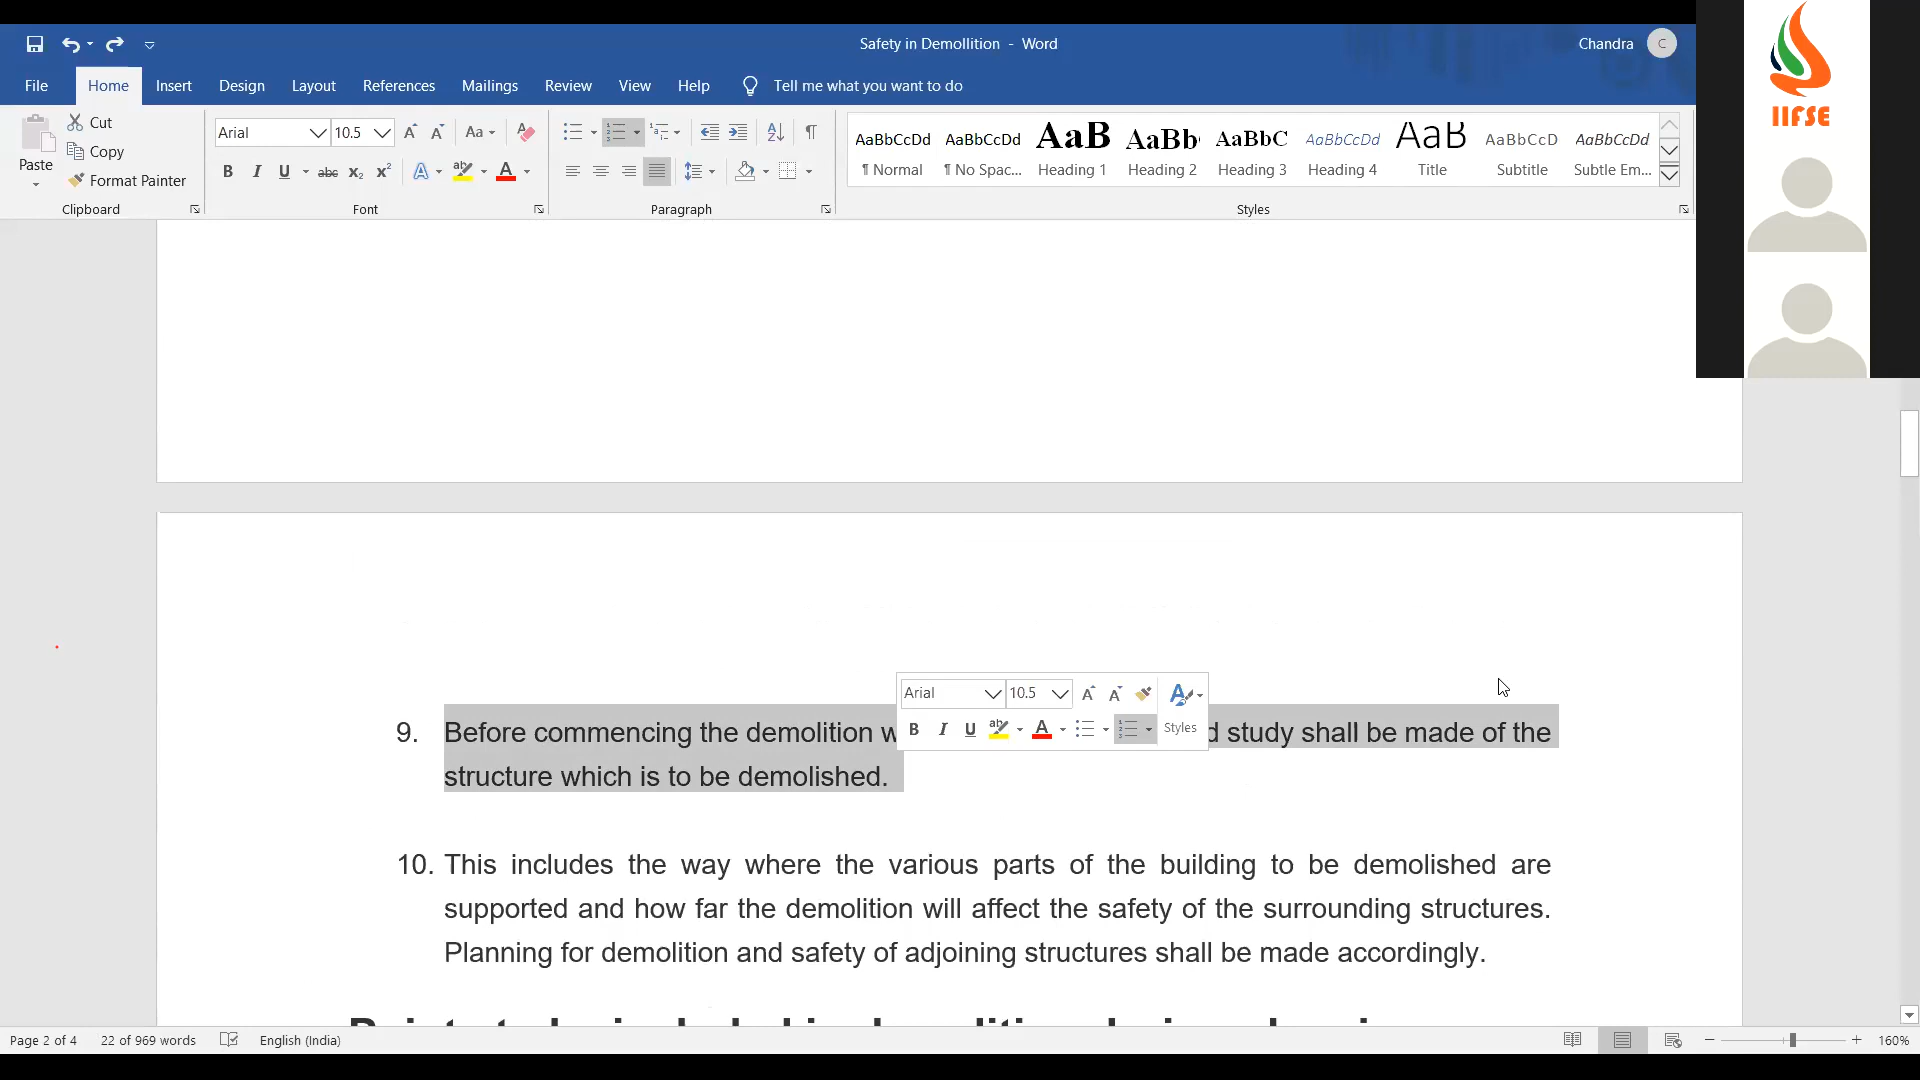 Safety in Demollition - Word
Chandra C
File Home Insert Design Layout References Mailings Review View Help Tell me what you want to do
Paste
Cut
Copy
Format Painter
Clipboard
Arial 10.5
Font
Paragraph
AaBbCcDd AaBbCcDd AaB AaBb( AaBbC AaBbCcDd AaB AaBbCcD AaBbCcDd
¶ Normal ¶ No Spac... Heading 1 Heading 2 Heading 3 Heading 4 Title Subtitle Subtle Em...
Styles
IIFSE
Arial 10.5
Styles
9. Before commencing the demolition study shall be made of the
structure which is to be demolished.
10. This includes the way where the various parts of the building to be demolished are
supported and how far the demolition will affect the safety of the surrounding structures.
Planning for demolition and safety of adjoining structures shall be made accordingly.
Page 2 of 4 22 of 969 words English (India) 160%